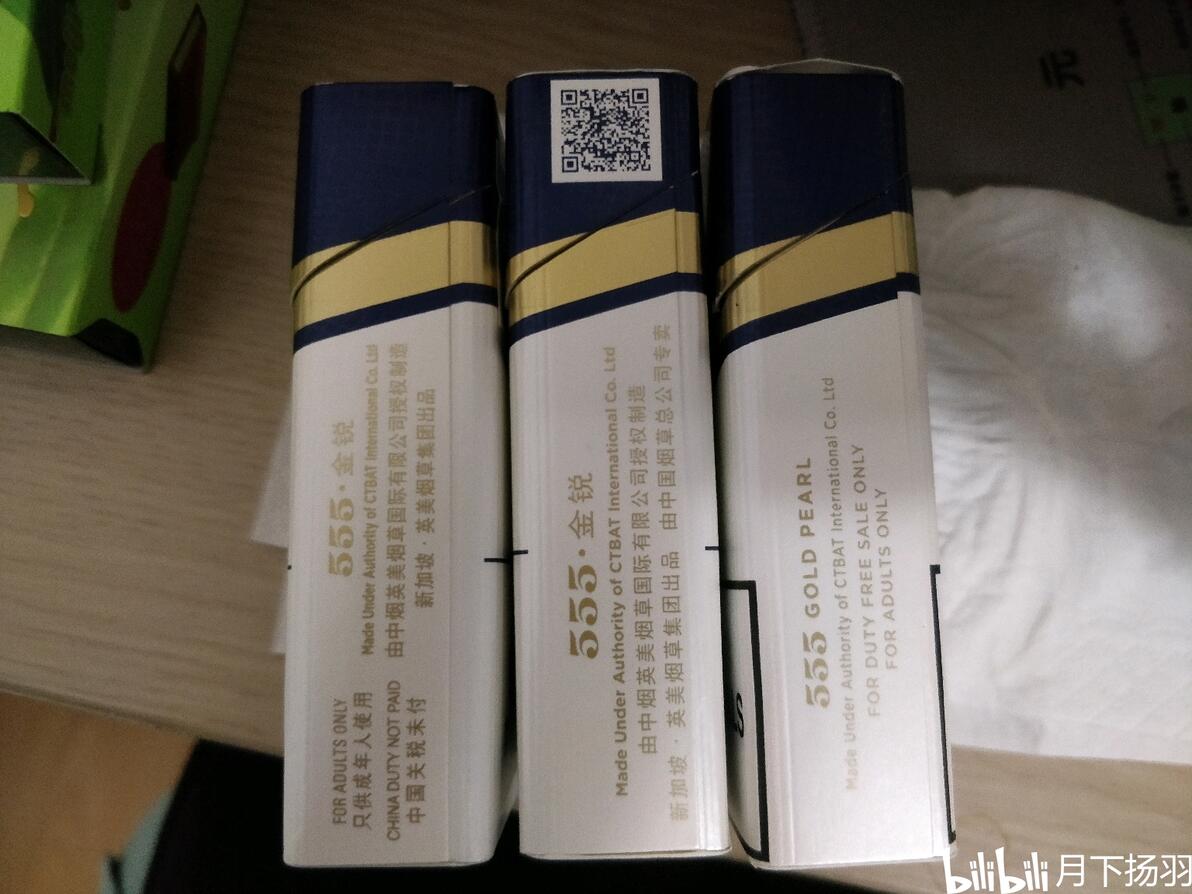 555·金锐
Made Under Authority of CTBAT International Co. Ltd
由中烟英美烟草国际有限公司授权制造
新加坡·英美烟草集团出品
FOR ADULTS ONLY
只供成年人使用
CHINA DUTY NOT PAID
中国关税未付
555·金锐
Made Under Authority of CTBAT International Co. Ltd
由中烟英美烟草国际有限公司授权制造
新加坡·英美烟草集团出品 由中国烟草总公司专卖
555 GOLD PEARL
Made Under Authority of CTBAT International Co. Ltd
FOR DUTY FREE SALE ONLY
FOR ADULTS ONLY
元
bilibili 月下扬羽